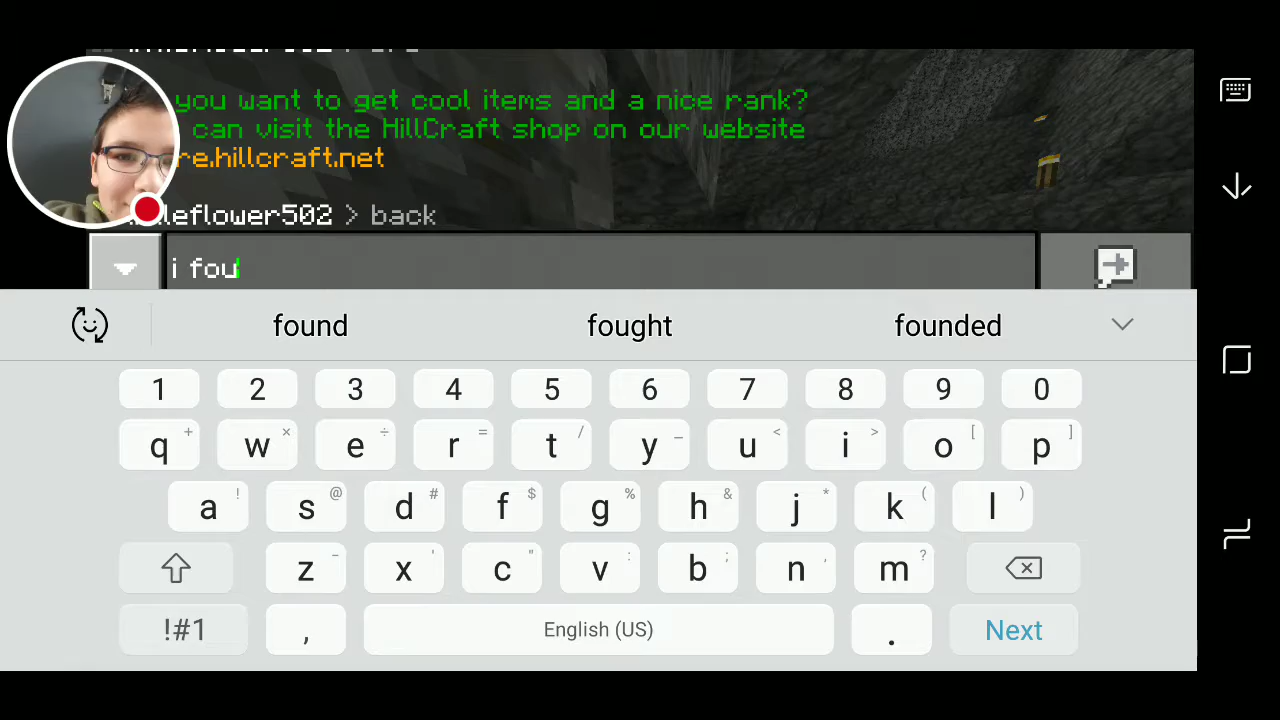 you want to get cool items and a nice rank?
can visit the HillCraft shop on our website
re.hillcraft.net
leflower502 > back
i fou
found fought founded
1 2 3 4 5 6 7 8 9 0
q + w × e ÷ r = t / y _ u < i > o [ p ]
a ! s @ d # f $ g % h & j * k ( l )
z - x ' c " v : b ; n , m ?
!#1 , English (US) . Next